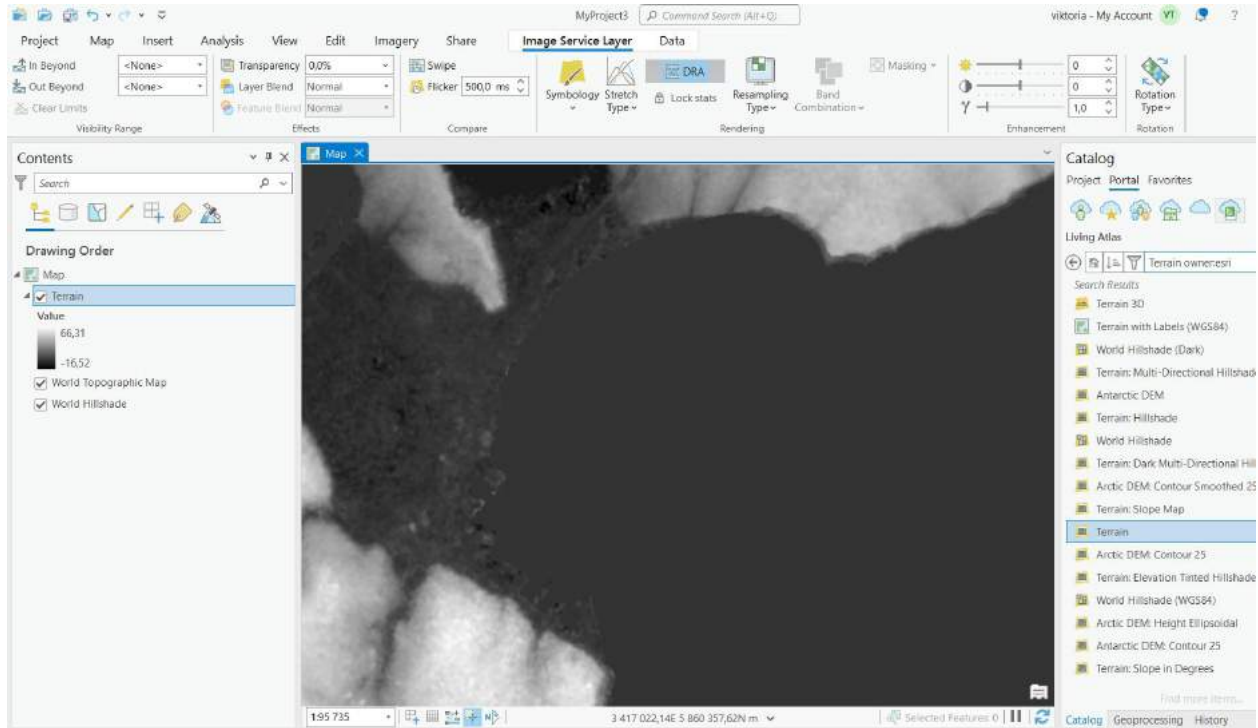 MyProject3
Command Search (Alt+Q)
viktoria - My Account
VT
?
Project Map Insert Analysis View Edit Imagery Share Image Service Layer Data
In Beyond <None>
Out Beyond <None>
Clear Limits
Visibility Range
Transparency 0,0%
Layer Blend Normal
Feature Blend Normal
Effects
Swipe
Flicker 500,0 ms
Compare
Symbology
Stretch Type
DRA
Lock stats
Resampling Type
Band Combination
Masking
Rendering
0
0
γ 1,0
Enhancement
Rotation Type
Rotation
Contents
Search
Drawing Order
Map
Terrain
Value
66,31
-16,52
World Topographic Map
World Hillshade
Map
1:95 735
3 417 022,14E 5 860 357,62N m
Selected Features: 0
Catalog
Project Portal Favorites
Living Atlas
Terrain owner:esri
Search Results
Terrain 3D
Terrain with Labels (WGS84)
World Hillshade (Dark)
Terrain: Multi-Directional Hillshad
Antarctic DEM
Terrain: Hillshade
World Hillshade
Terrain: Dark Multi-Directional Hil
Arctic DEM: Contour Smoothed 25
Terrain: Slope Map
Terrain
Arctic DEM: Contour 25
Terrain: Elevation Tinted Hillshade
World Hillshade (WGS84)
Arctic DEM: Height Ellipsoidal
Antarctic DEM: Contour 25
Terrain: Slope in Degrees
Find more items...
Catalog Geoprocessing History